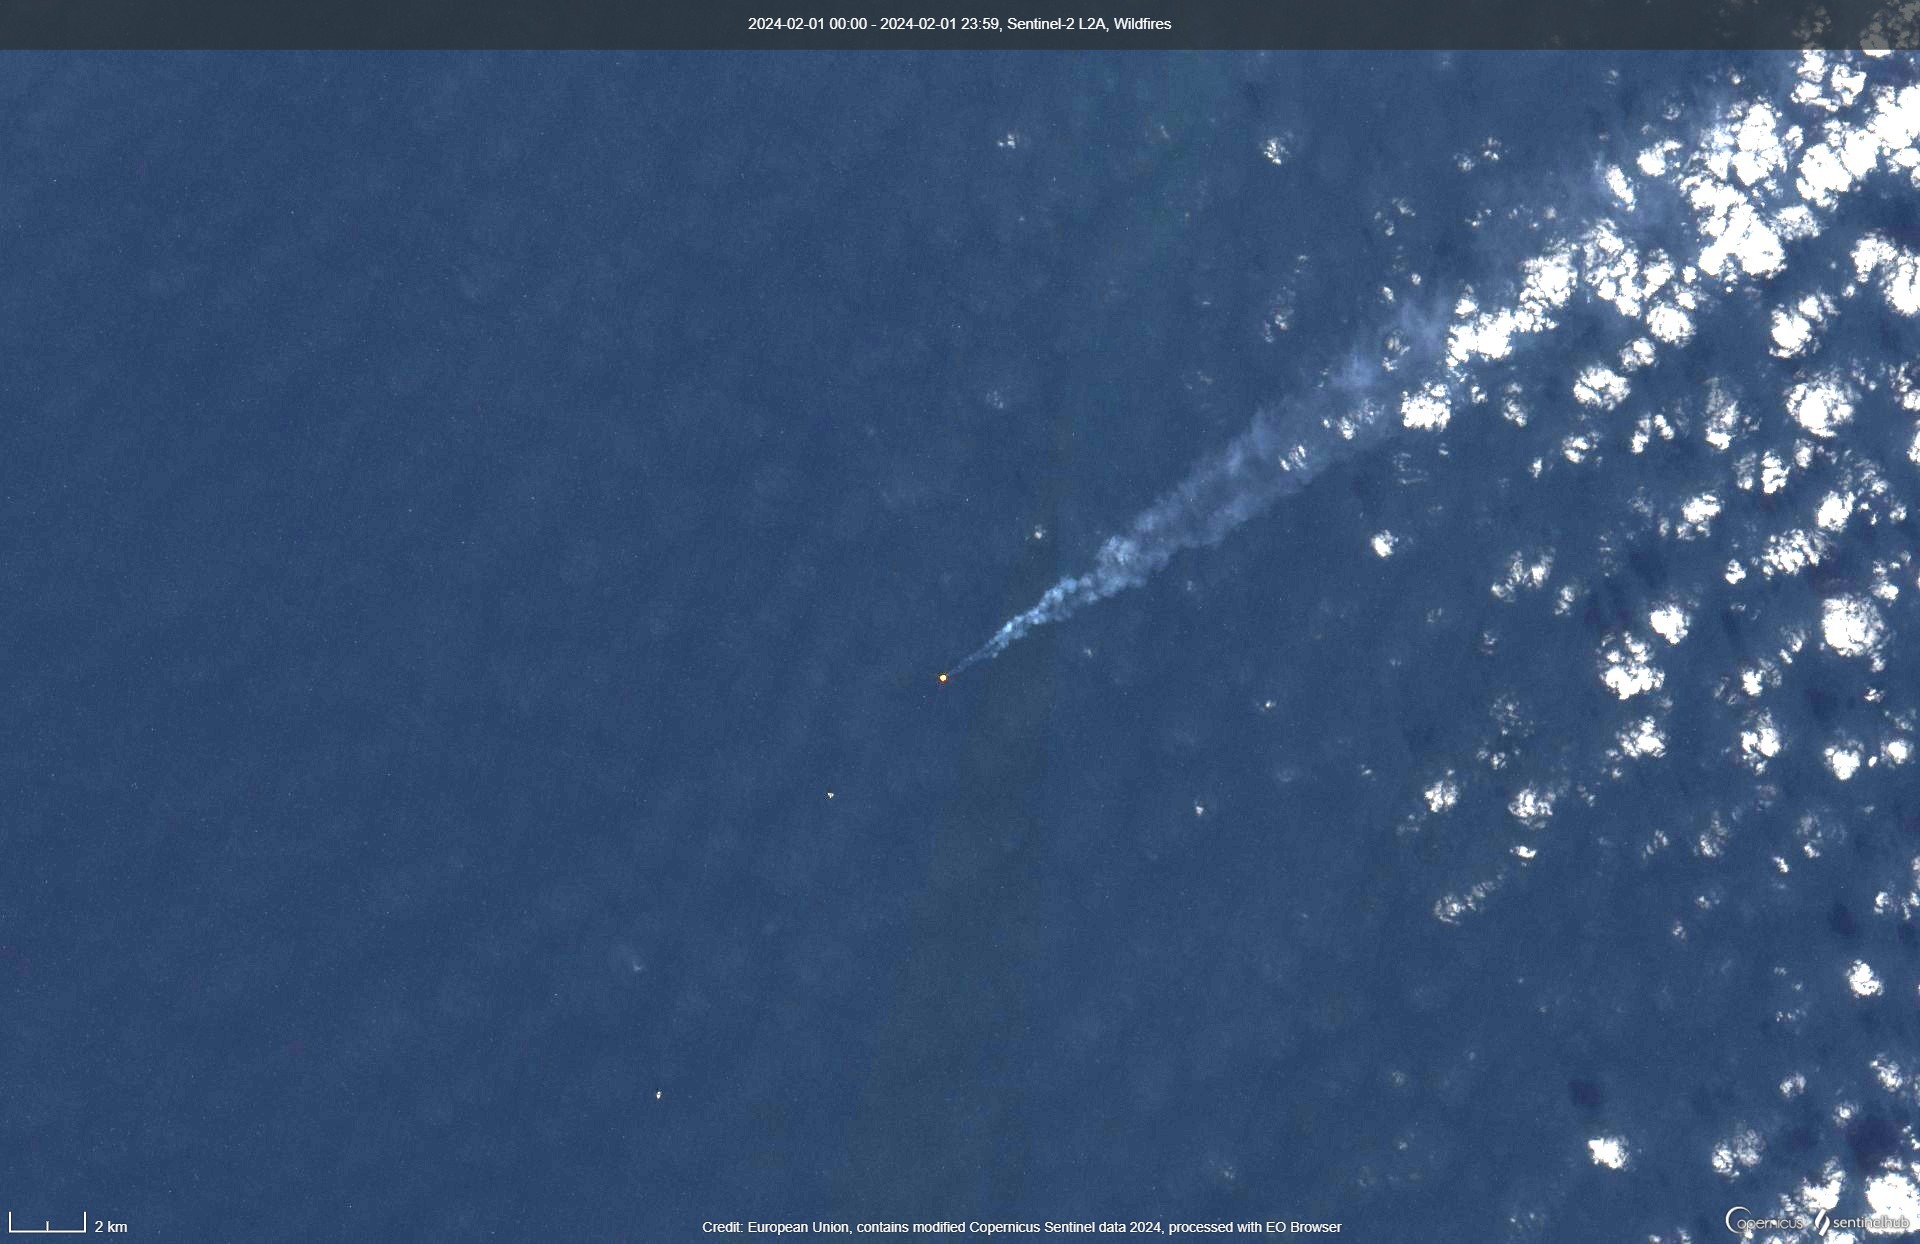 2024-02-01 00:00 - 2024-02-01 23:59, Sentinel-2 L2A, Wildfires
2 km
Credit: European Union, contains modified Copernicus Sentinel data 2024, processed with EO Browser
opernicus
sentinelhub